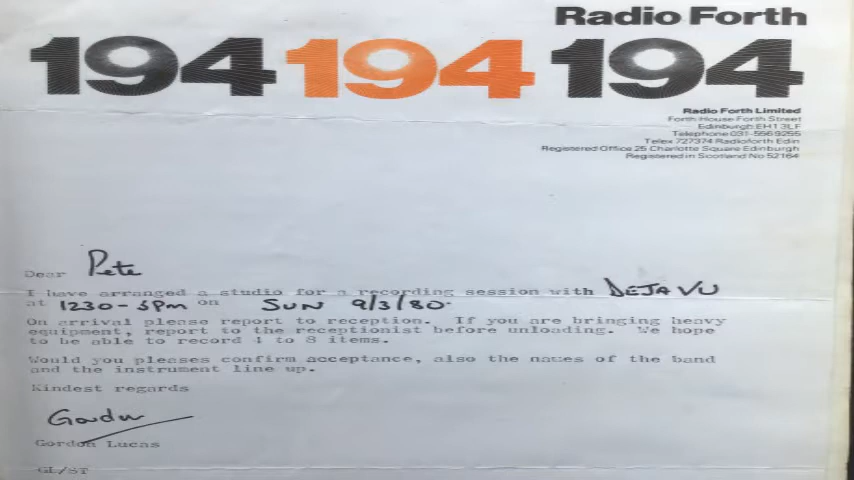 Radio Forth
194 194 194
Radio Forth Limited
Forth House Forth Street
Edinburgh EH1 3LF
Telephone 031-556 9255
Telex 727374 Radioforth Edin
Registered Office 25 Charlotte Square Edinburgh
Registered in Scotland No 52164
Dear Pete
I have arranged a studio for a recording session with DEJA VU
at 1230 - 5pm on SUN 9/3/80.
On arrival please report to reception. If you are bringing heavy
equipment, report to the receptionist before unloading. We hope
to be able to record 4 to 8 items.
Would you pleases confirm acceptance, also the names of the band
and the instrument line up.
Kindest regards
Gordon
Gordon Lucas
GL/ST